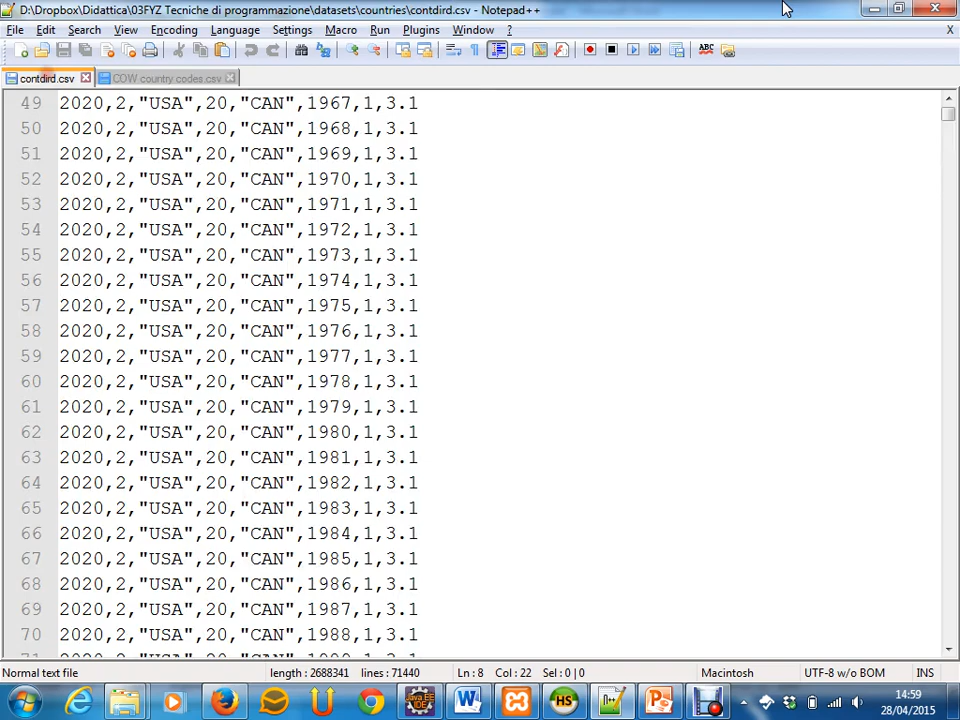 D:\Dropbox\Didattica\03FYZ Tecniche di programmazione\datasets\countries\contdird.csv - Notepad++
File Edit Search View Encoding Language Settings Macro Run Plugins Window ? X
ABC
contdird.csv COW country codes.csv
49 2020,2,"USA",20,"CAN",1967,1,3.1
50 2020,2,"USA",20,"CAN",1968,1,3.1
51 2020,2,"USA",20,"CAN",1969,1,3.1
52 2020,2,"USA",20,"CAN",1970,1,3.1
53 2020,2,"USA",20,"CAN",1971,1,3.1
54 2020,2,"USA",20,"CAN",1972,1,3.1
55 2020,2,"USA",20,"CAN",1973,1,3.1
56 2020,2,"USA",20,"CAN",1974,1,3.1
57 2020,2,"USA",20,"CAN",1975,1,3.1
58 2020,2,"USA",20,"CAN",1976,1,3.1
59 2020,2,"USA",20,"CAN",1977,1,3.1
60 2020,2,"USA",20,"CAN",1978,1,3.1
61 2020,2,"USA",20,"CAN",1979,1,3.1
62 2020,2,"USA",20,"CAN",1980,1,3.1
63 2020,2,"USA",20,"CAN",1981,1,3.1
64 2020,2,"USA",20,"CAN",1982,1,3.1
65 2020,2,"USA",20,"CAN",1983,1,3.1
66 2020,2,"USA",20,"CAN",1984,1,3.1
67 2020,2,"USA",20,"CAN",1985,1,3.1
68 2020,2,"USA",20,"CAN",1986,1,3.1
69 2020,2,"USA",20,"CAN",1987,1,3.1
70 2020,2,"USA",20,"CAN",1988,1,3.1
Normal text file length : 2688341 lines : 71440 Ln : 8 Col : 22 Sel : 0 | 0 Macintosh UTF-8 w/o BOM INS
Java EE IDE HS N++
14:59
28/04/2015